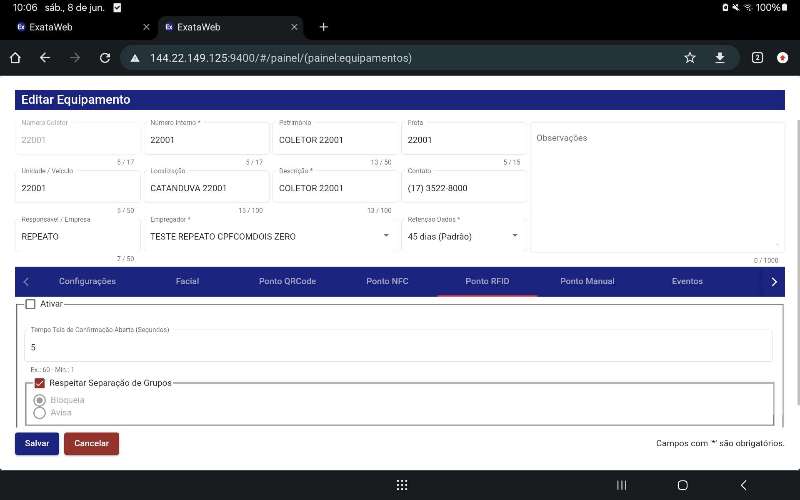 10:06 sáb., 8 de jun. 100%
Ex ExataWeb
Ex ExataWeb
144.22.149.125:9400/#/painel/(painel:equipamentos)
2
Editar Equipamento
Número Coletor
22001
5 / 17
Número Interno *
22001
5 / 17
Patrimônio
COLETOR 22001
13 / 50
Frota
22001
5 / 15
Observações
0 / 1000
Unidade / Veículo
22001
5 / 50
Localização
CATANDUVA 22001
15 / 100
Descrição *
COLETOR 22001
13 / 100
Contato
(17) 3522-8000
Responsável / Empresa
REPEATO
7 / 50
Empregador *
TESTE REPEATO CPFCOMDOIS ZERO
Retenção Dados *
45 dias (Padrão)
Configurações
Facial
Ponto QRCode
Ponto NFC
Ponto RFID
Ponto Manual
Eventos
Ativar
Tempo Tela de Confirmação Aberta (Segundos)
5
Ex.: 60 - Min.: 1
Respeitar Separação de Grupos
Bloqueia
Avisa
Salvar
Cancelar
Campos com '*' são obrigatórios.